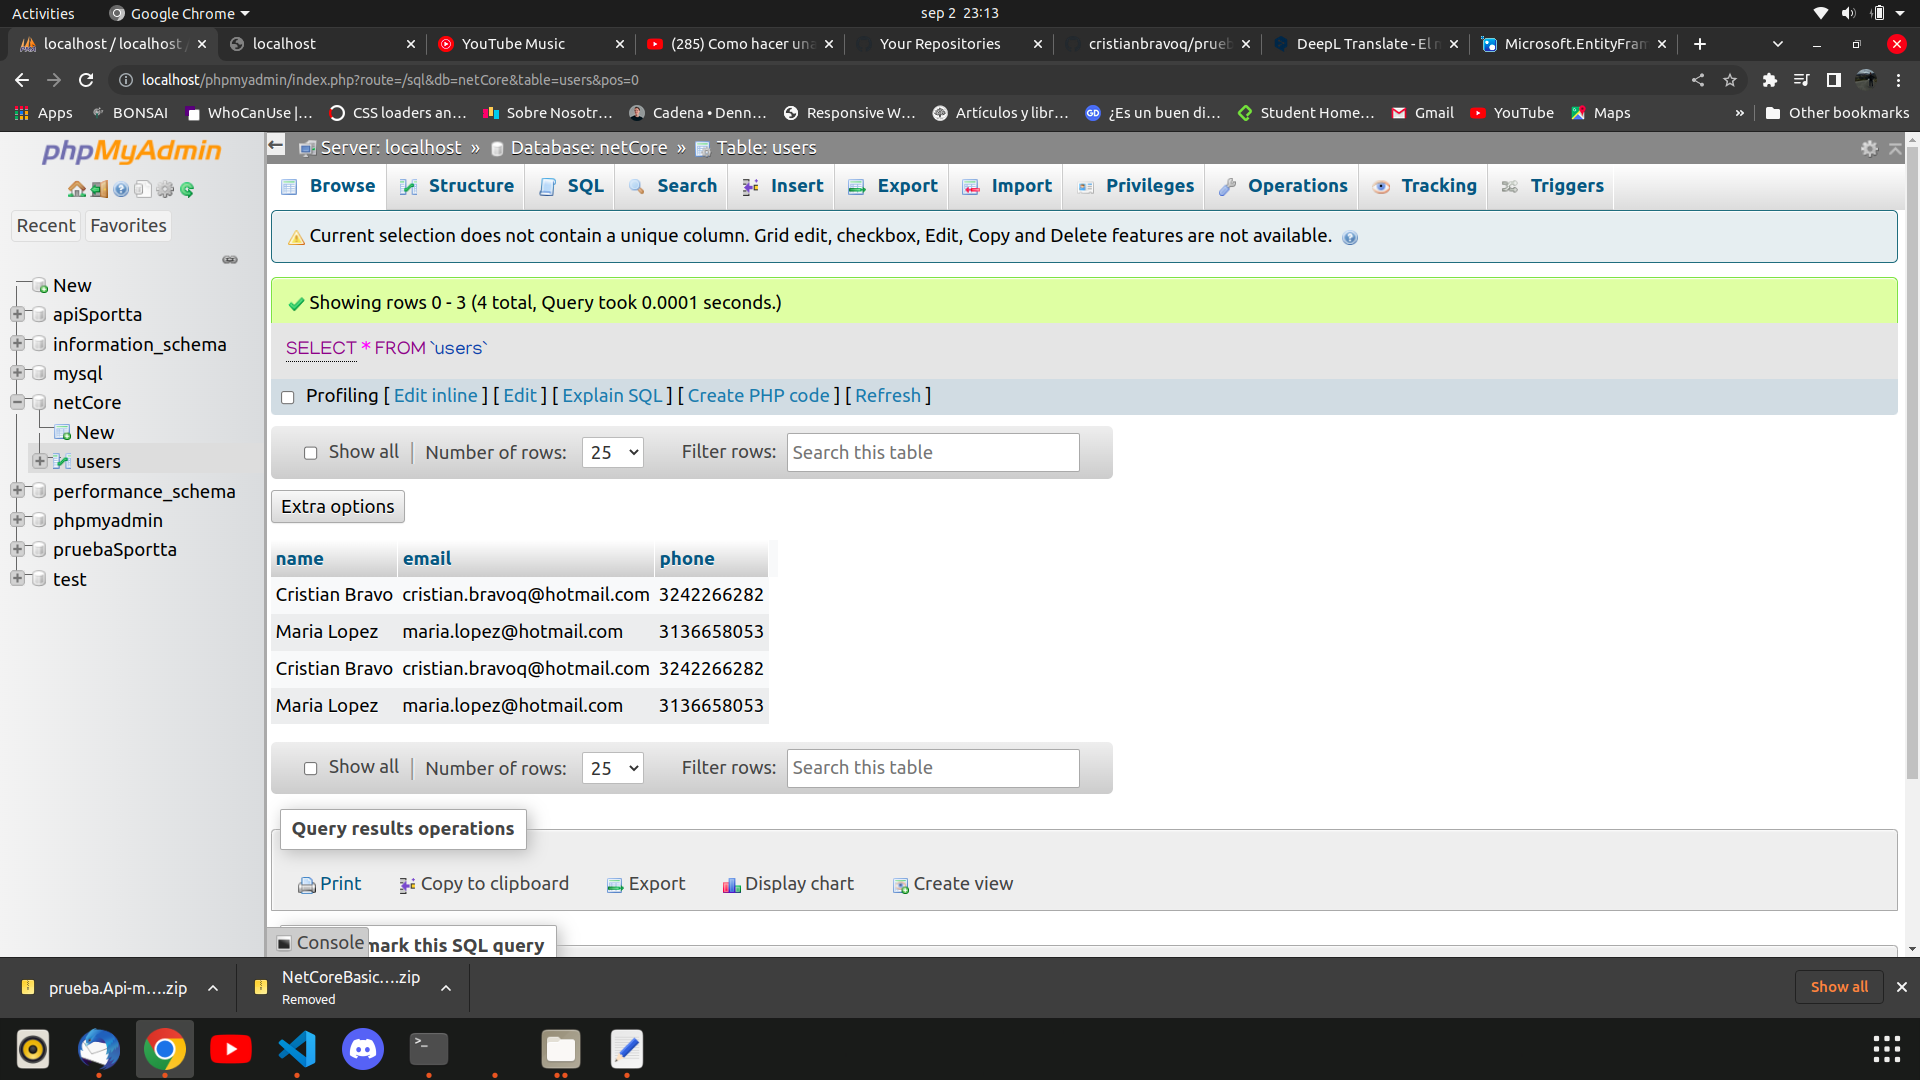 Activities
Google Chrome
sep 2 23:13
localhost / localhost /
localhost
YouTube Music
(285) Como hacer una
Your Repositories
cristianbravoq/prueb
DeepL Translate - El m
Microsoft.EntityFram
localhost/phpmyadmin/index.php?route=/sql&db=netCore&table=users&pos=0
Apps
BONSAI
WhoCanUse |...
CSS loaders an...
Sobre Nosotr...
Cadena • Denn...
Responsive W...
Artículos y libr...
GD
¿Es un buen di...
Student Home...
Gmail
YouTube
Maps
»
Other bookmarks
phpMyAdmin
Recent
Favorites
New
apiSportta
information_schema
mysql
netCore
New
users
performance_schema
phpmyadmin
pruebaSportta
test
Server: localhost » Database: netCore » Table: users
Browse
Structure
SQL
Search
Insert
Export
Import
Privileges
Operations
Tracking
Triggers
Current selection does not contain a unique column. Grid edit, checkbox, Edit, Copy and Delete features are not available.
Showing rows 0 - 3 (4 total, Query took 0.0001 seconds.)
SELECT * FROM `users`
Profiling [ Edit inline ] [ Edit ] [ Explain SQL ] [ Create PHP code ] [ Refresh ]
Show all | Number of rows: 25 Filter rows: Search this table
Extra options
name email phone
Cristian Bravo cristian.bravoq@hotmail.com 3242266282
Maria Lopez maria.lopez@hotmail.com 3136658053
Cristian Bravo cristian.bravoq@hotmail.com 3242266282
Maria Lopez maria.lopez@hotmail.com 3136658053
Show all | Number of rows: 25 Filter rows: Search this table
Query results operations
Print
Copy to clipboard
Export
Display chart
Create view
Console
mark this SQL query
prueba.Api-m....zip
NetCoreBasic....zip
Removed
Show all